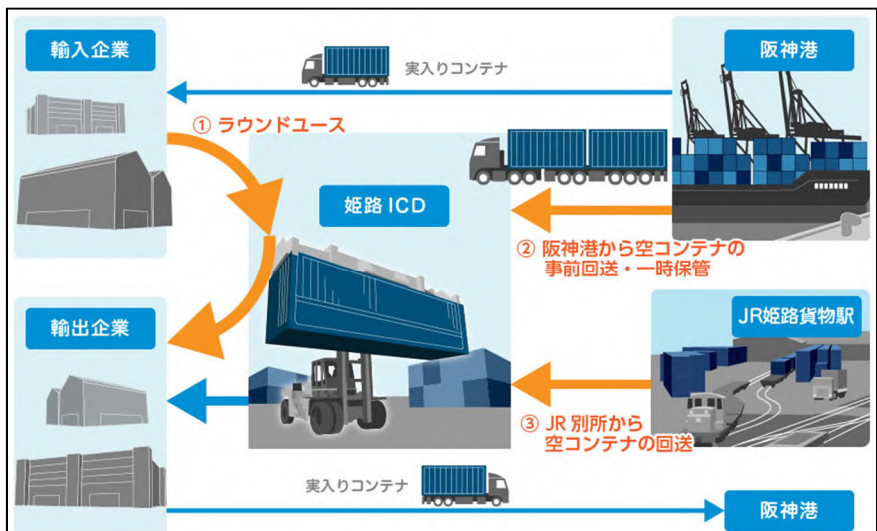 輸入企業
実入りコンテナ
阪神港
① ラウンドユース
姫路 ICD
② 阪神港から空コンテナの
事前回送・一時保管
輸出企業
JR姫路貨物駅
③ JR 別所から
空コンテナの回送
実入りコンテナ
阪神港